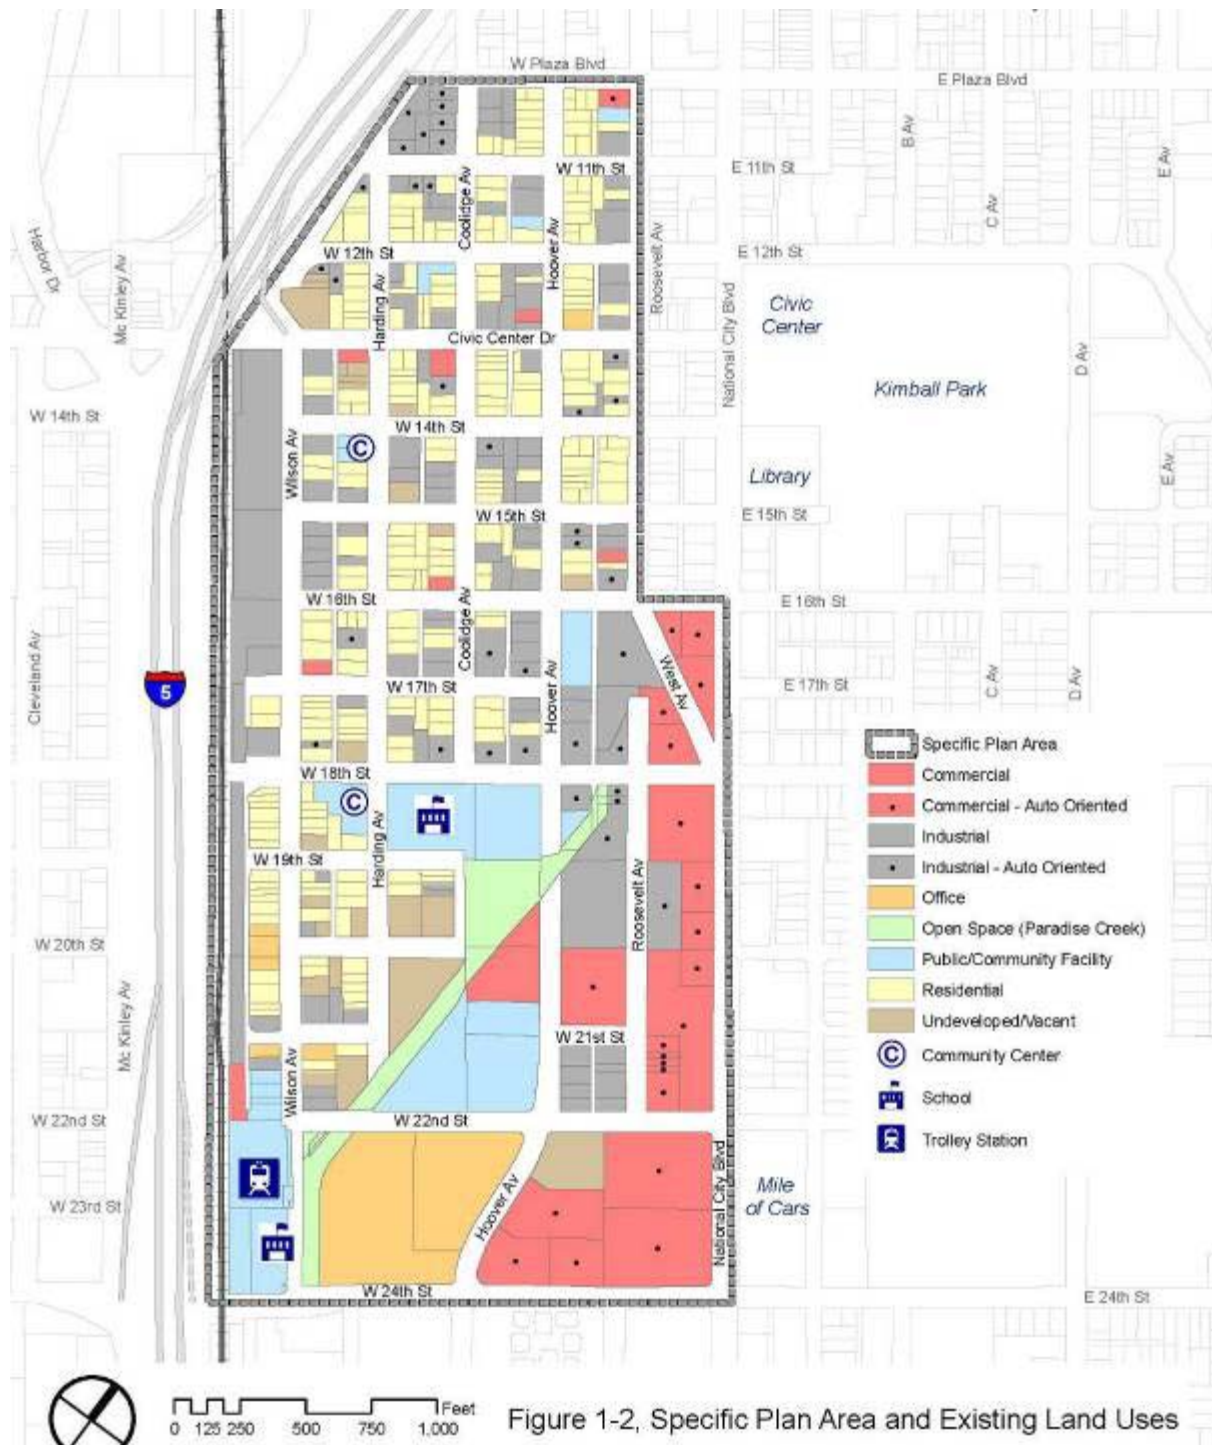 W Plaza Blvd
E Plaza Blvd
B Av
E 11th St
W 11th St
E Av
Coolidge Av
C Av
Harbor Dr
W 12th St
Hoover Av
Roosevelt Av
E 12th St
Mc Kinley Av
Harding Av
National City Blvd
Civic
Center
Civic Center Dr
D Av
Kimball Park
W 14th St
W 14th St
Wilson Av
Library
E Av
W 15th St
E 15th St
W 16th St
E 16th St
Cleveland Av
Coolidge Av
West Av
5
W 17th St
E 17th St
C Av
D Av
Hoover Av
Specific Plan Area
W 18th St
Commercial
C
C
Commercial - Auto Oriented
Industrial
W 19th St
Harding Av
Industrial - Auto Oriented
Office
Roosevelt Av
Open Space (Paradise Creek)
W 20th St
Public/Community Facility
Residential
Mc Kinley Av
Undeveloped/Vacant
W 21st St
C
Community Center
Wilson Av
School
W 22nd St
W 22nd St
Trolley Station
National City Blvd
Mile
of Cars
W 23rd St
Hoover Av
W 24th St
E 24th St
Feet
0 125 250 500 750 1,000
Figure 1-2, Specific Plan Area and Existing Land Uses